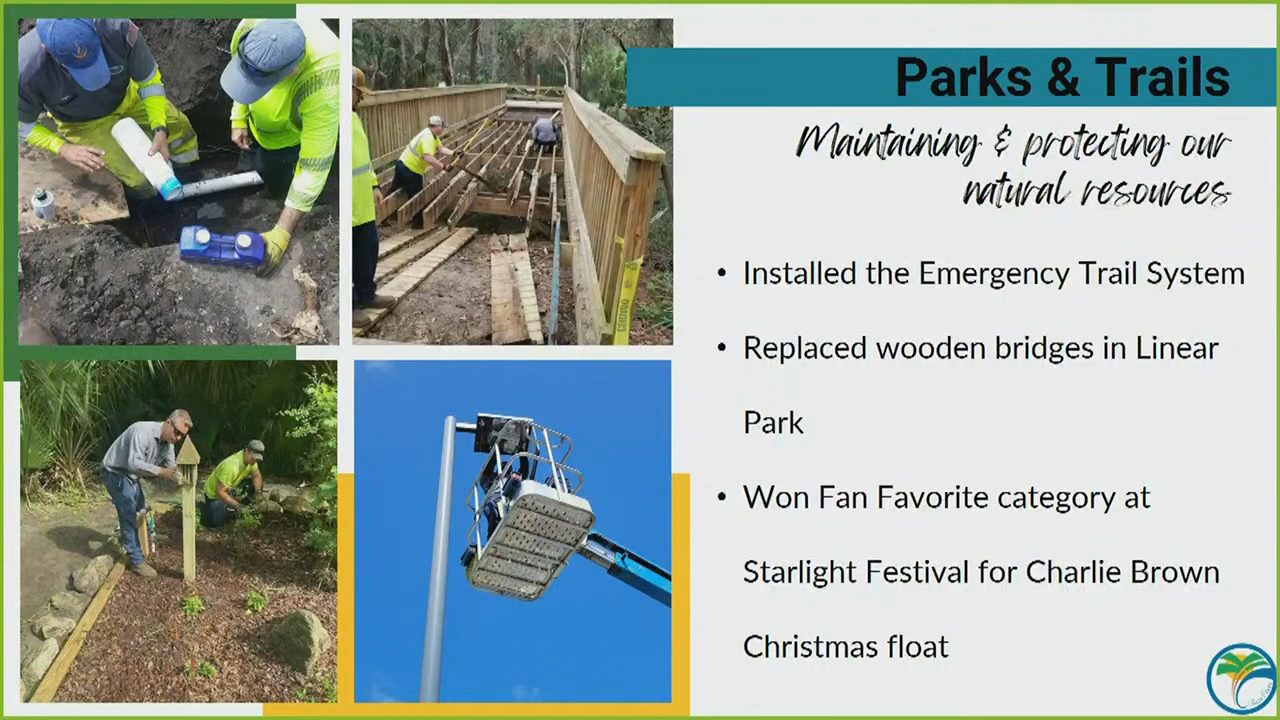 Parks & Trails
Maintaining & protecting our
natural resources
• Installed the Emergency Trail System
• Replaced wooden bridges in Linear
Park
• Won Fan Favorite category at
Starlight Festival for Charlie Brown
Christmas float